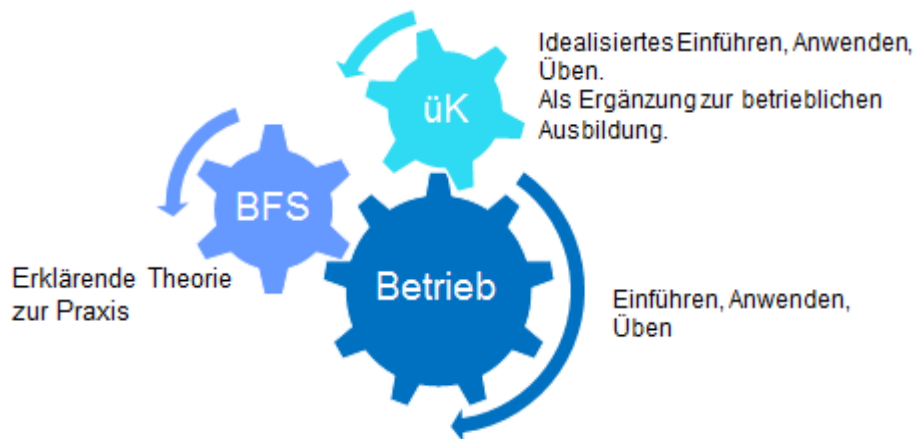 Idealisiertes Einführen, Anwenden,
Üben.
Als Ergänzung zur betrieblichen
Ausbildung.
üK
BFS
Erklärende Theorie
zur Praxis
Betrieb
Einführen, Anwenden,
Üben